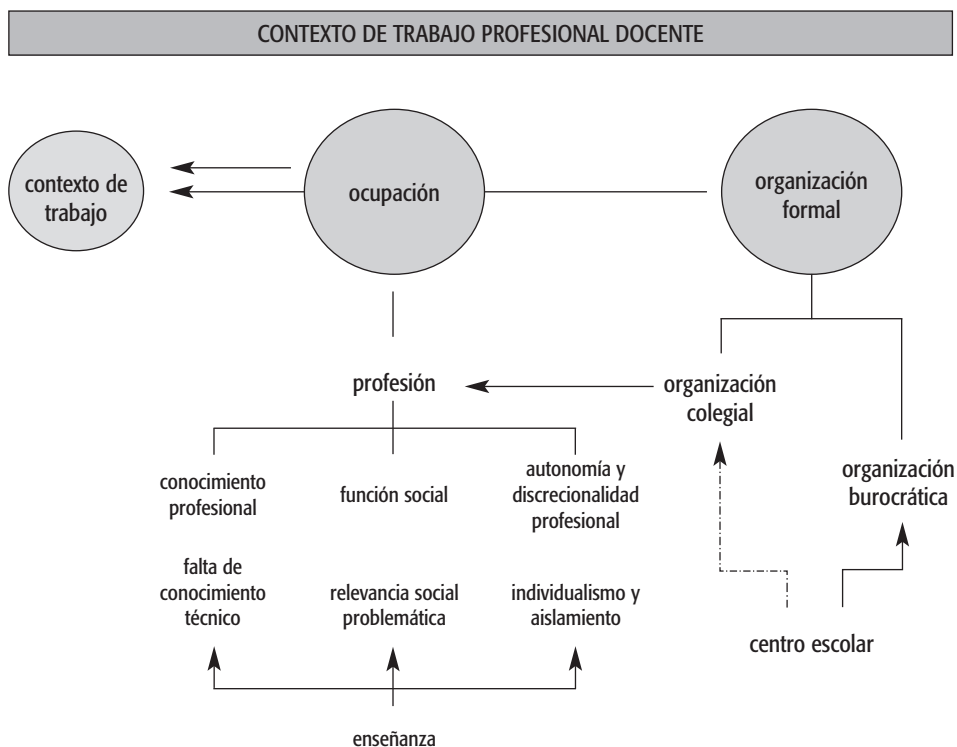 CONTEXTO DE TRABAJO PROFESIONAL DOCENTE
contexto de
trabajo
ocupación
organización
formal
profesión
organización
colegial
conocimiento
profesional
función social
autonomía y
discrecionalidad
profesional
organización
burocrática
falta de
conocimiento
técnico
relevancia social
problemática
individualismo y
aislamiento
centro escolar
enseñanza